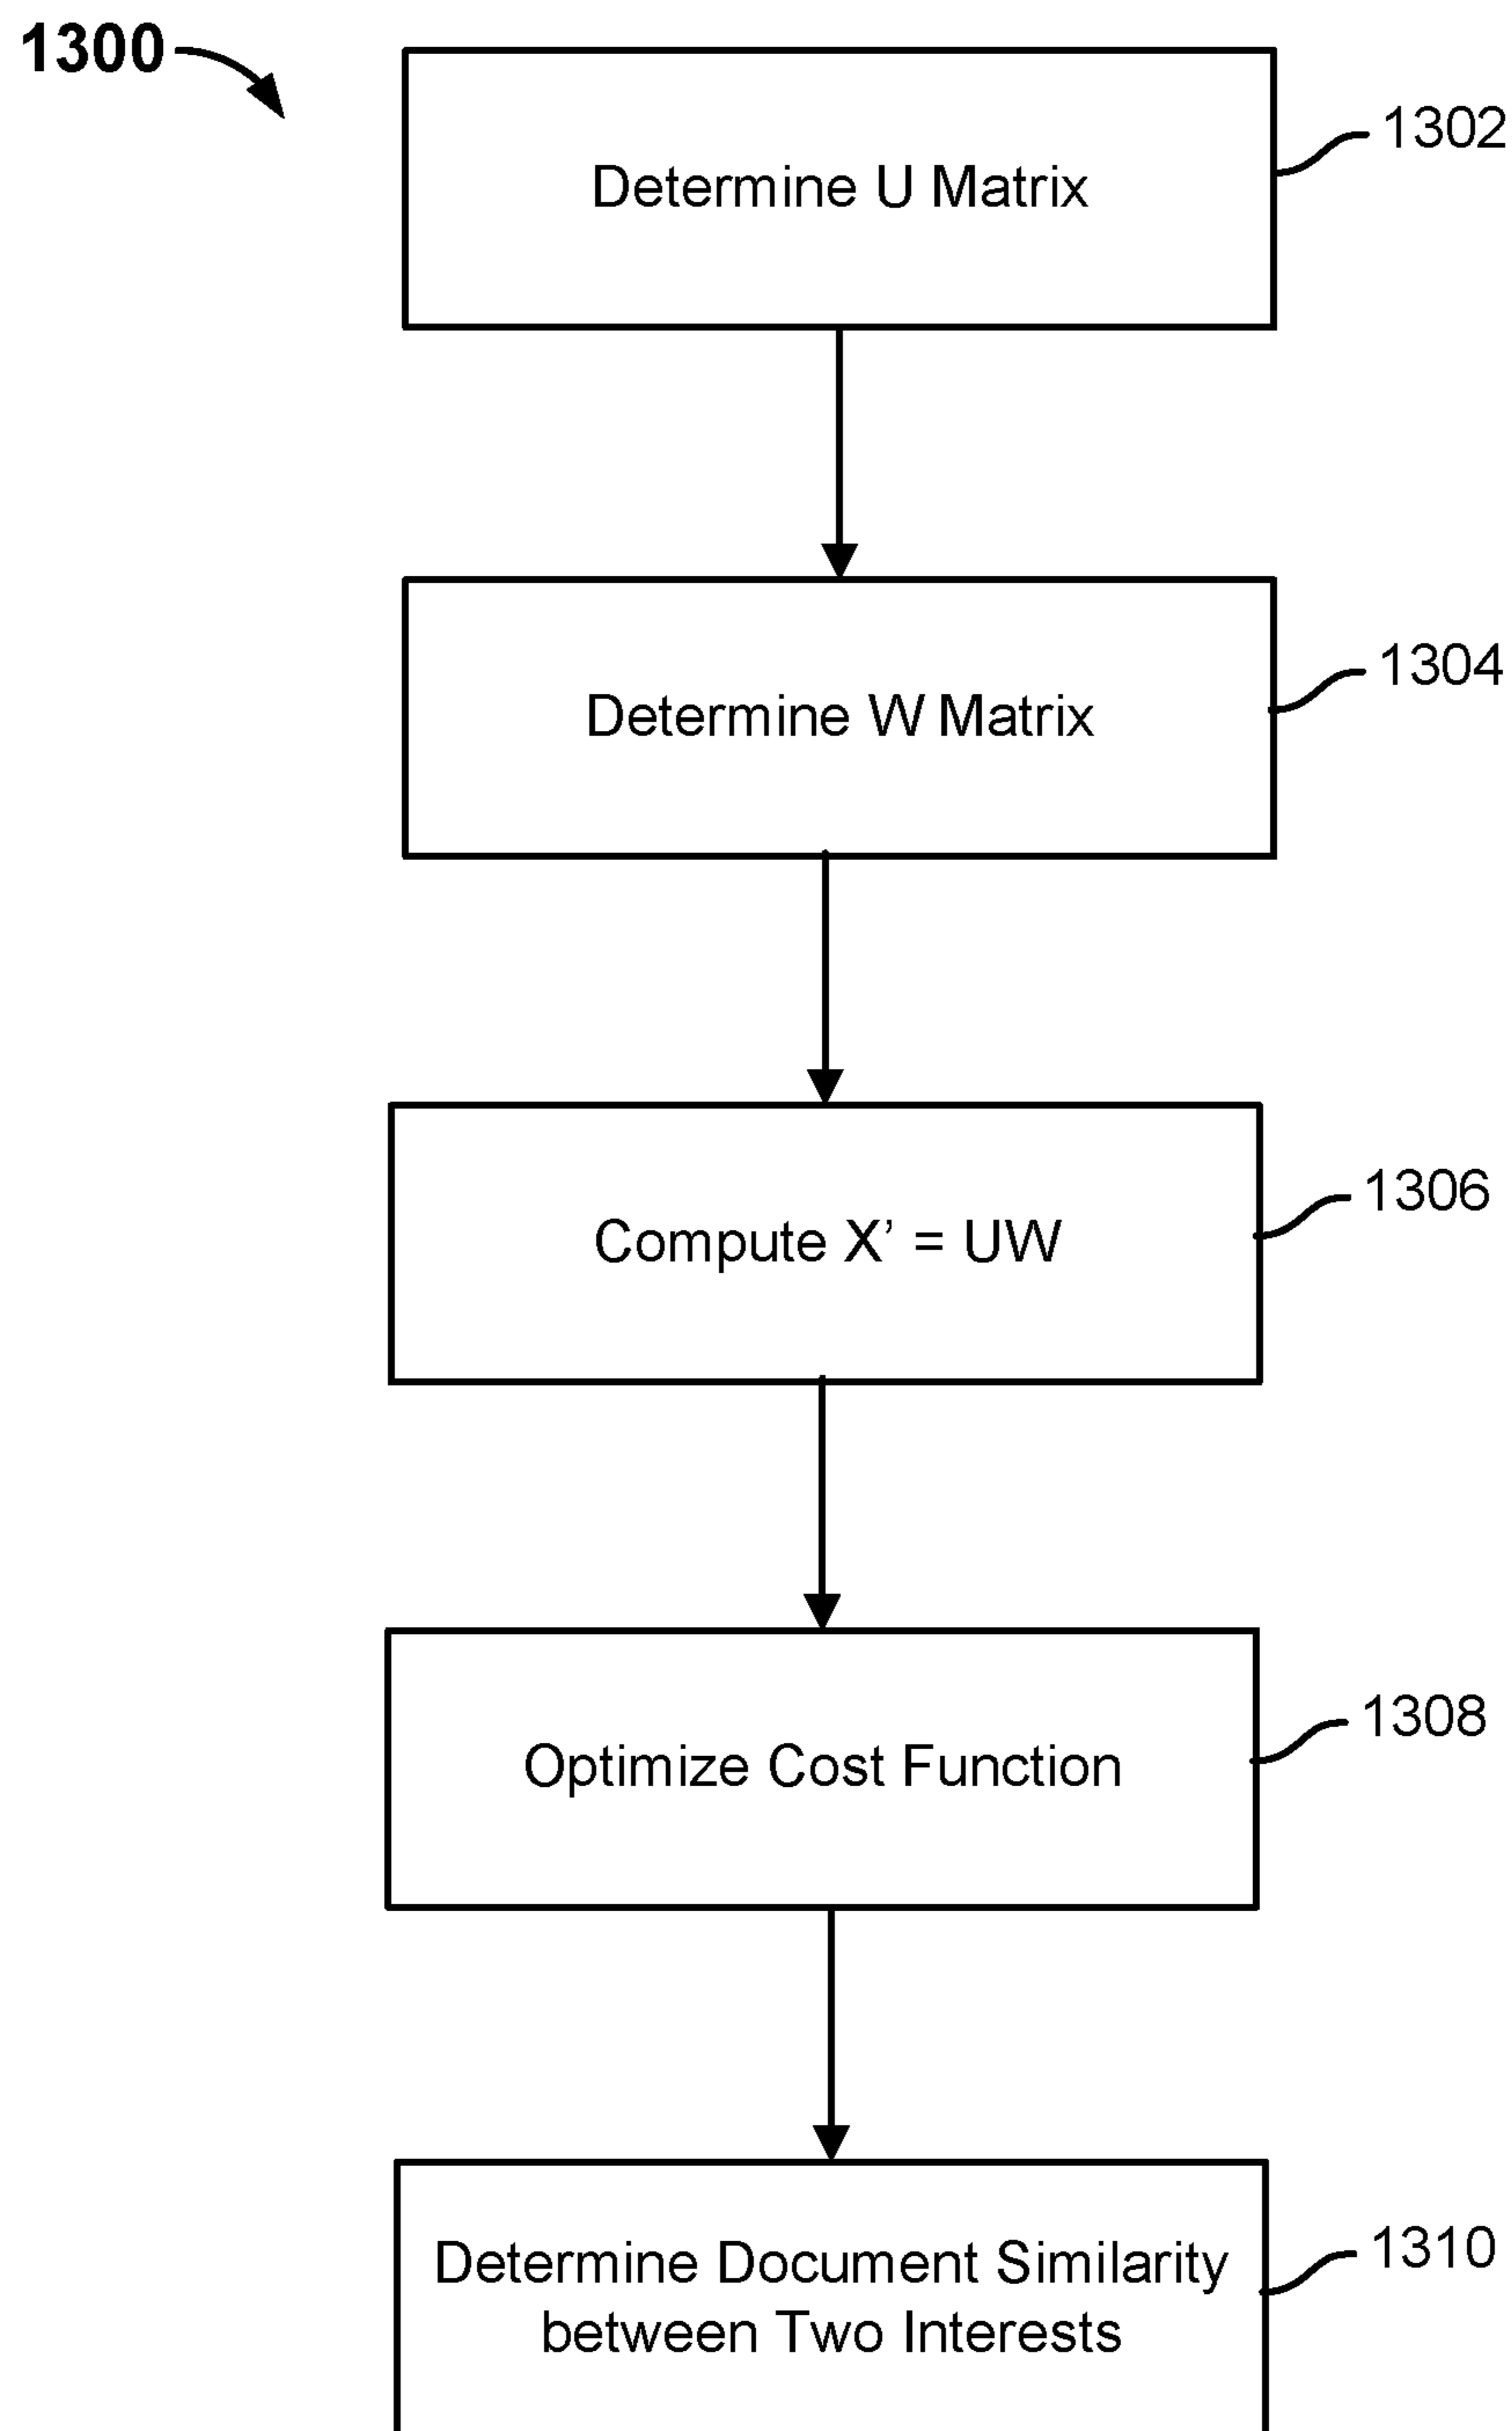 1300
1302
Determine U Matrix
1304
Determine W Matrix
1306
Compute X’ = UW
1308
Optimize Cost Function
1310
Determine Document Similarity
between Two Interests